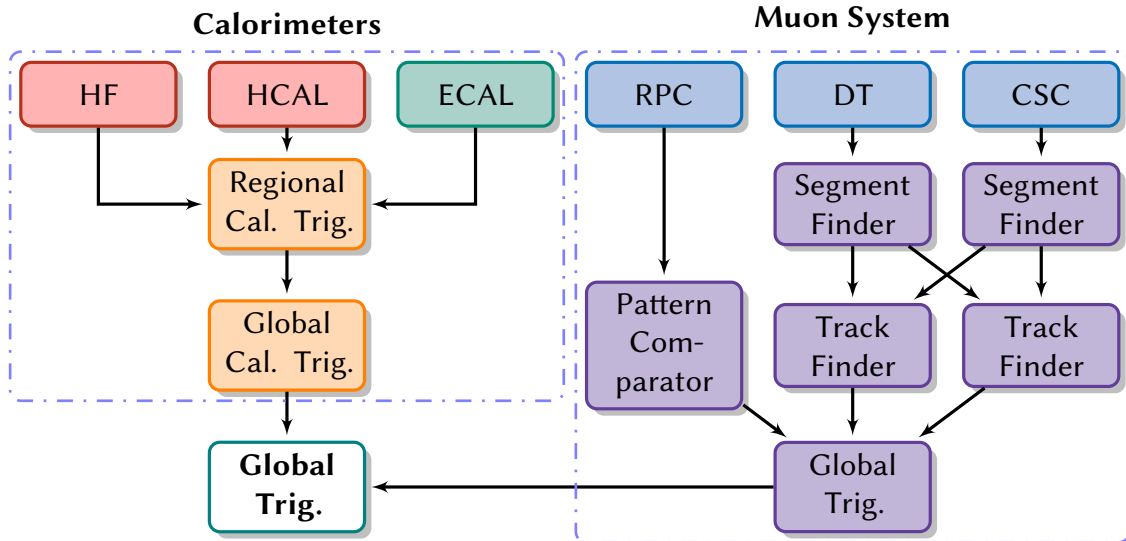 Calorimeters
Muon System
HF
HCAL
ECAL
RPC
DT
CSC
Regional
Cal. Trig.
Segment
Finder
Segment
Finder
Global
Cal. Trig.
Pattern
Com-
parator
Track
Finder
Track
Finder
Global
Trig.
Global
Trig.